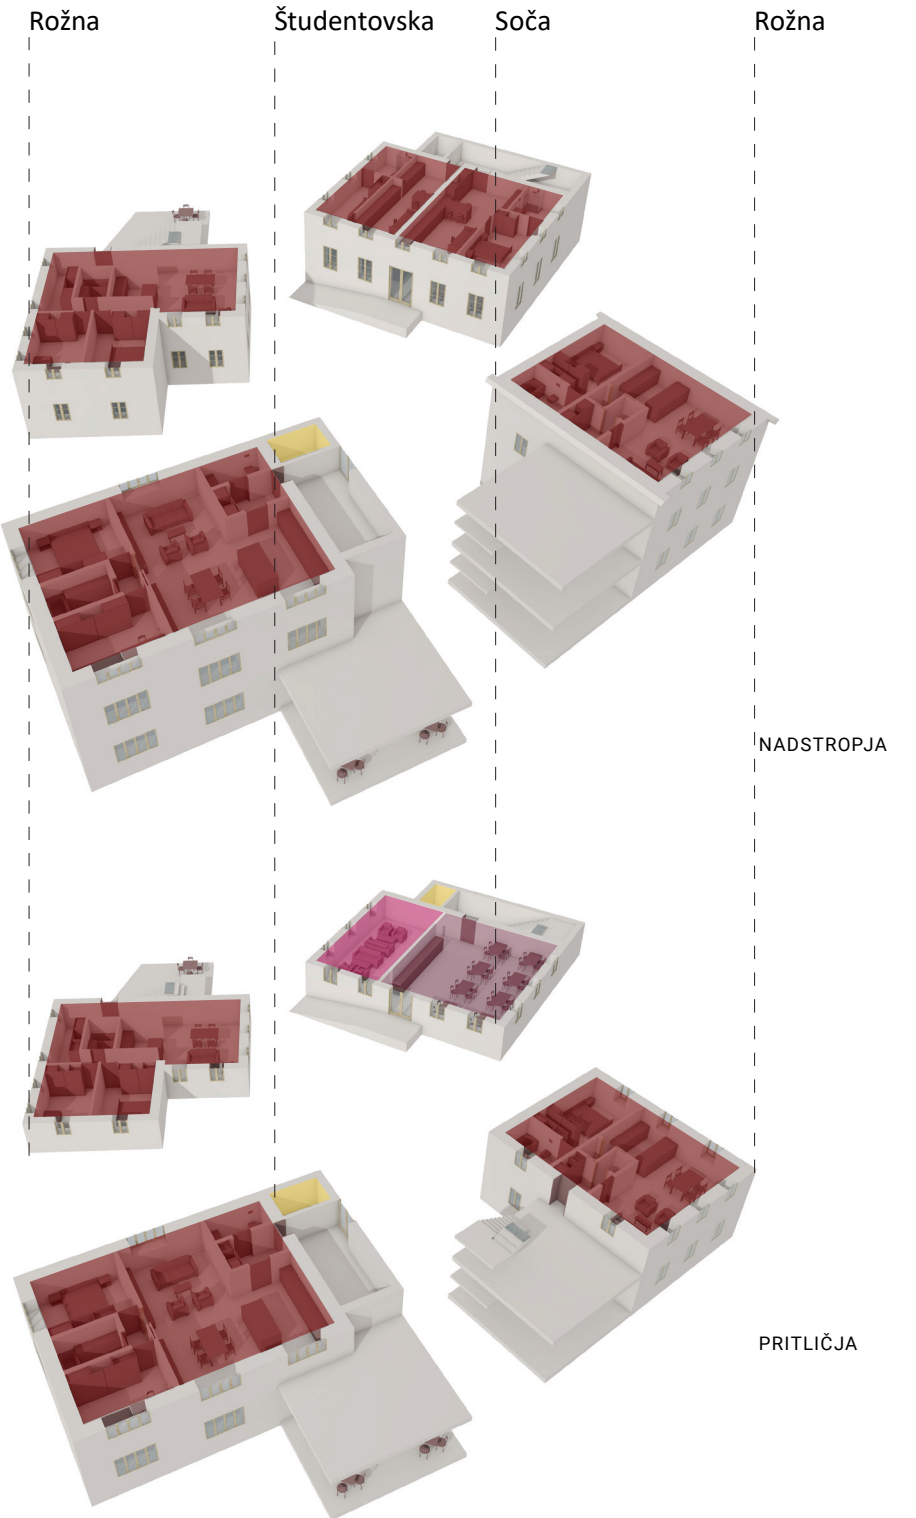 Rožna
Študentovska
Soča
Rožna
NADSTROPJA
PRITLIČJA